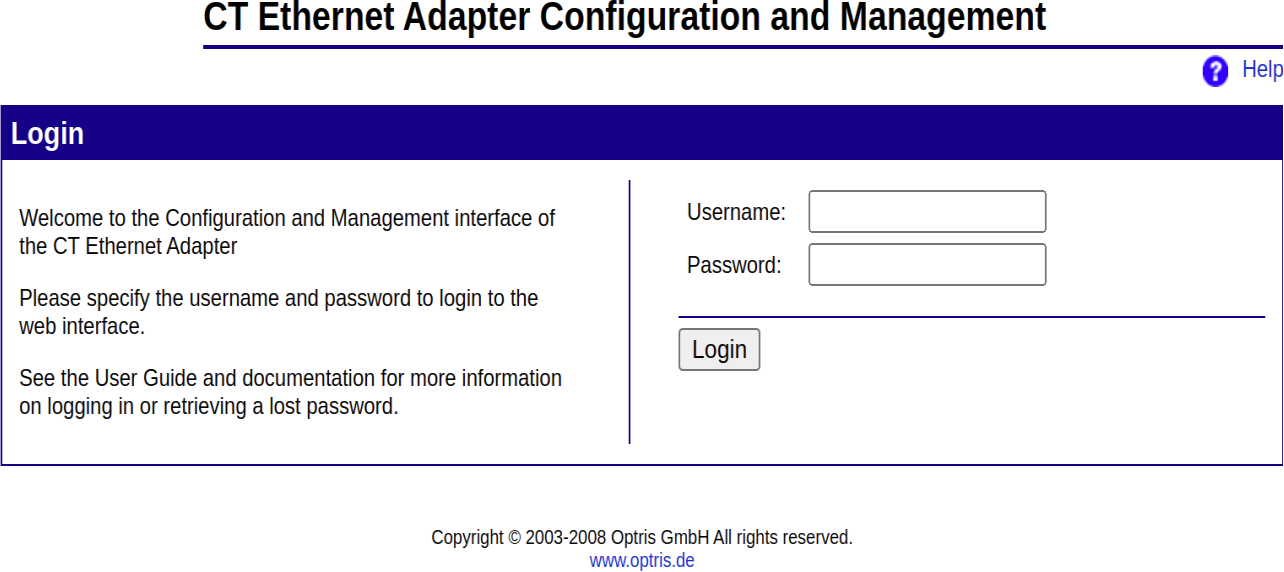 CT Ethernet Adapter Configuration and Management
? Help
Login
Welcome to the Configuration and Management interface of
the CT Ethernet Adapter
Please specify the username and password to login to the
web interface.
See the User Guide and documentation for more information
on logging in or retrieving a lost password.
Username:
Password:
Login
Copyright © 2003-2008 Optris GmbH All rights reserved.
www.optris.de